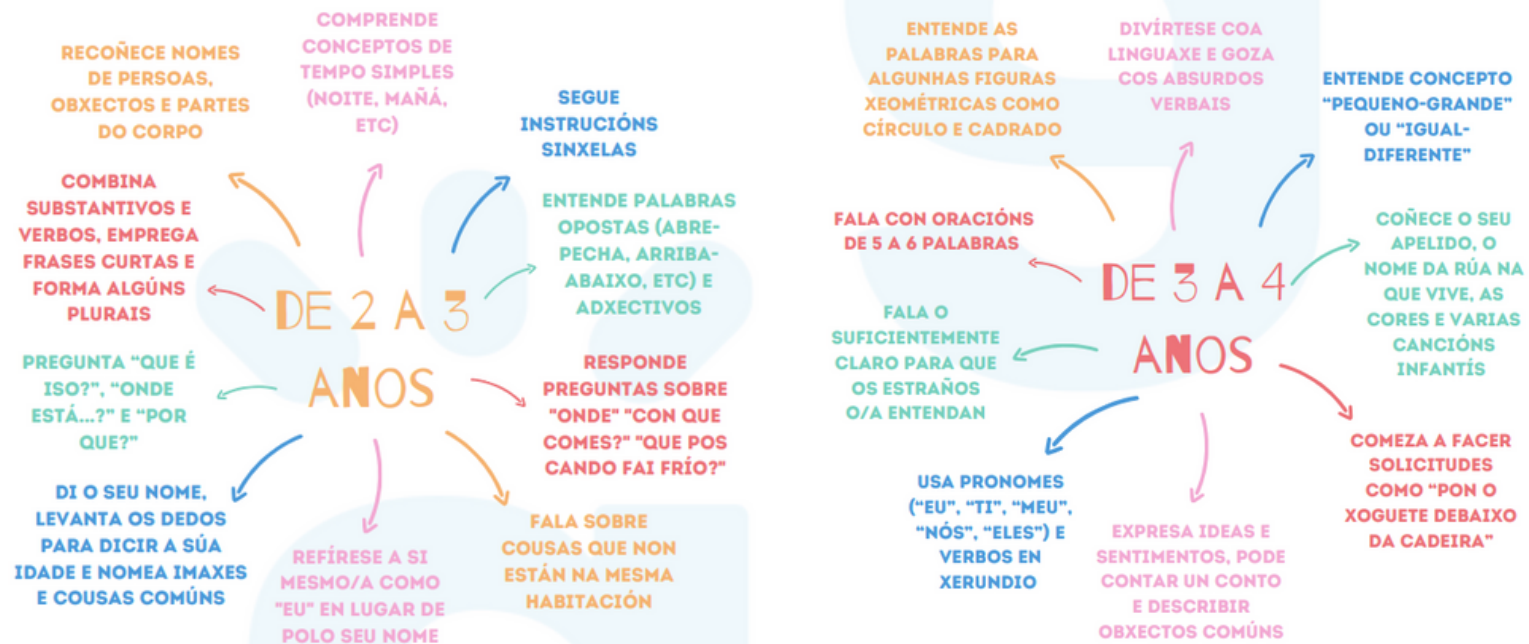 RECOÑECE NOMES
DE PERSOAS,
OBXECTOS E PARTES
DO CORPO
COMPRENDE
CONCEPTOS DE
TEMPO SIMPLES
(NOITE, MAÑÁ,
ETC)
SEGUE
INSTRUCIÓNS
SINXELAS
COMBINA
SUBSTANTIVOS E
VERBOS, EMPREGA
FRASES CURTAS E
FORMA ALGÚNS
PLURAIS
ENTENDE PALABRAS
OPOSTAS (ABRE-
PECHA, ARRIBA-
ABAIXO, ETC) E
ADXECTIVOS
DE 2 A 3
ANOS
PREGUNTA “QUE É
ISO?”, “ONDE
ESTÁ...?” E “POR
QUE?”
RESPONDE
PREGUNTAS SOBRE
"ONDE" "CON QUE
COMES?" "QUE POS
CANDO FAI FRÍO?"
DI O SEU NOME,
LEVANTA OS DEDOS
PARA DICIR A SÚA
IDADE E NOMEA IMAXES
E COUSAS COMÚNS
REFÍRESE A SI
MESMO/A COMO
"EU" EN LUGAR DE
POLO SEU NOME
FALA SOBRE
COUSAS QUE NON
ESTÁN NA MESMA
HABITACIÓN
ENTENDE AS
PALABRAS PARA
ALGUNHAS FIGURAS
XEOMÉTRICAS COMO
CÍRCULO E CADRADO
DIVÍRTESE COA
LINGUAXE E GOZA
COS ABSURDOS
VERBAIS
ENTENDE CONCEPTO
“PEQUENO-GRANDE”
OU “IGUAL-
DIFERENTE”
FALA CON ORACIÓNS
DE 5 A 6 PALABRAS
COÑECE O SEU
APELIDO, O
NOME DA RÚA NA
QUE VIVE, AS
CORES E VARIAS
CANCIÓNS
INFANTÍS
DE 3 A 4
ANOS
FALA O
SUFICIENTEMENTE
CLARO PARA QUE
OS ESTRAÑOS
O/A ENTENDAN
USA PRONOMES
(“EU”, “TI”, “MEU”,
“NÓS”, “ELES”) E
VERBOS EN
XERUNDIO
EXPRESA IDEAS E
SENTIMENTOS, PODE
CONTAR UN CONTO
E DESCRIBIR
OBXECTOS COMÚNS
COMEZA A FACER
SOLICITUDES
COMO “PON O
XOGUETE DEBAIXO
DA CADEIRA”